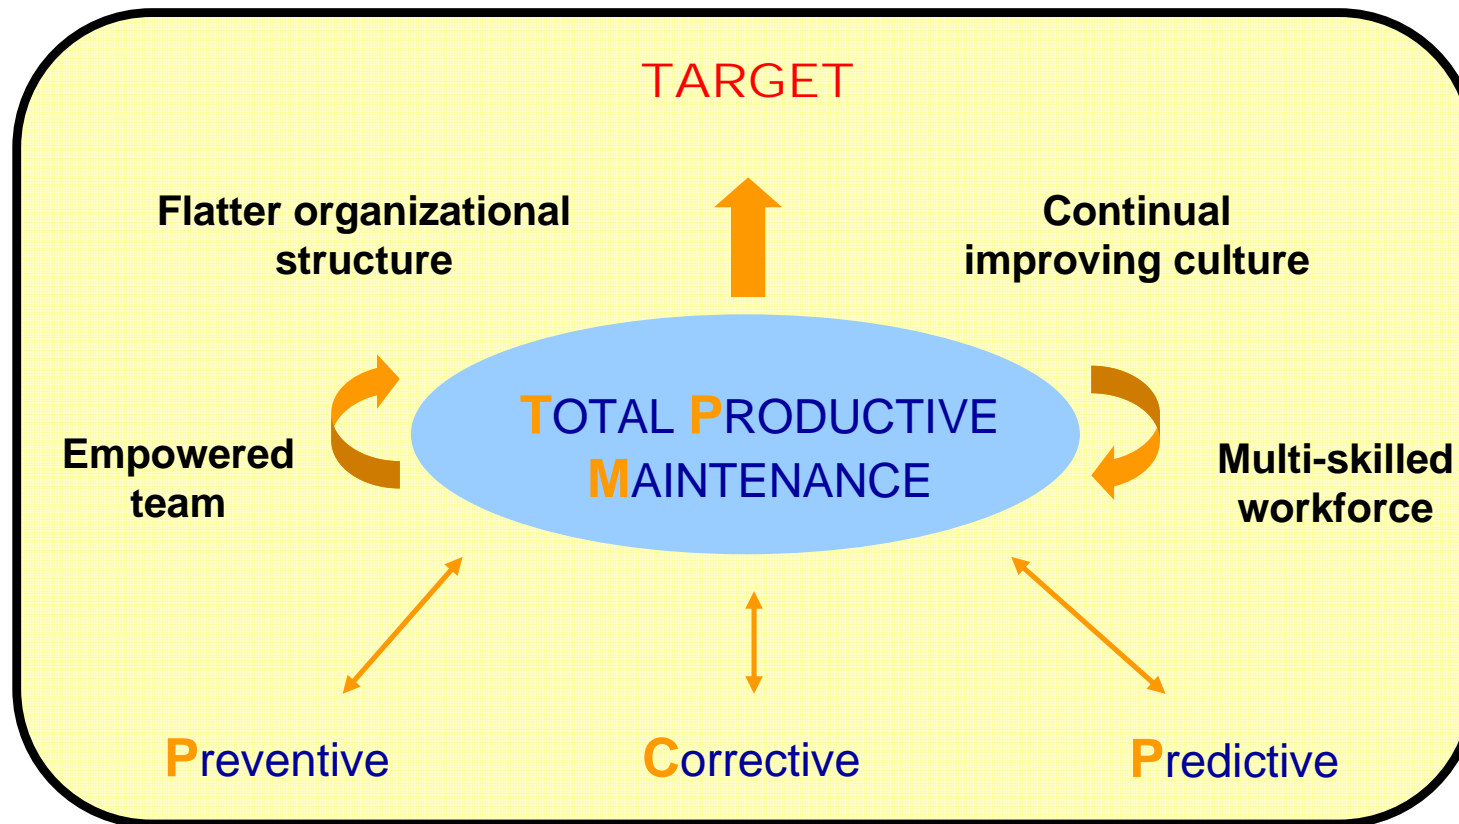 TARGET
Flatter organizational
structure
Continual
improving culture
TOTAL PRODUCTIVE
MAINTENANCE
Empowered
team
Multi-skilled
workforce
Preventive
Corrective
Predictive